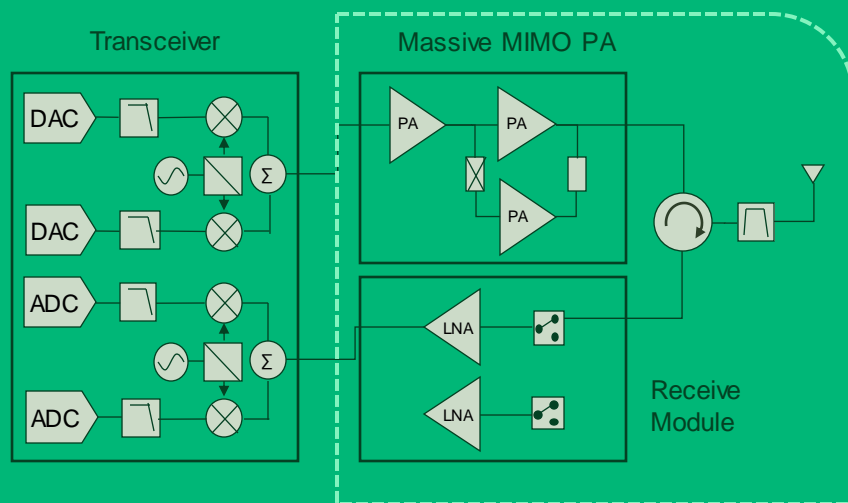 Transceiver
Massive MIMO PA
DAC
PA
PA
Σ
PA
DAC
ADC
LNA
Σ
ADC
LNA
Receive
Module